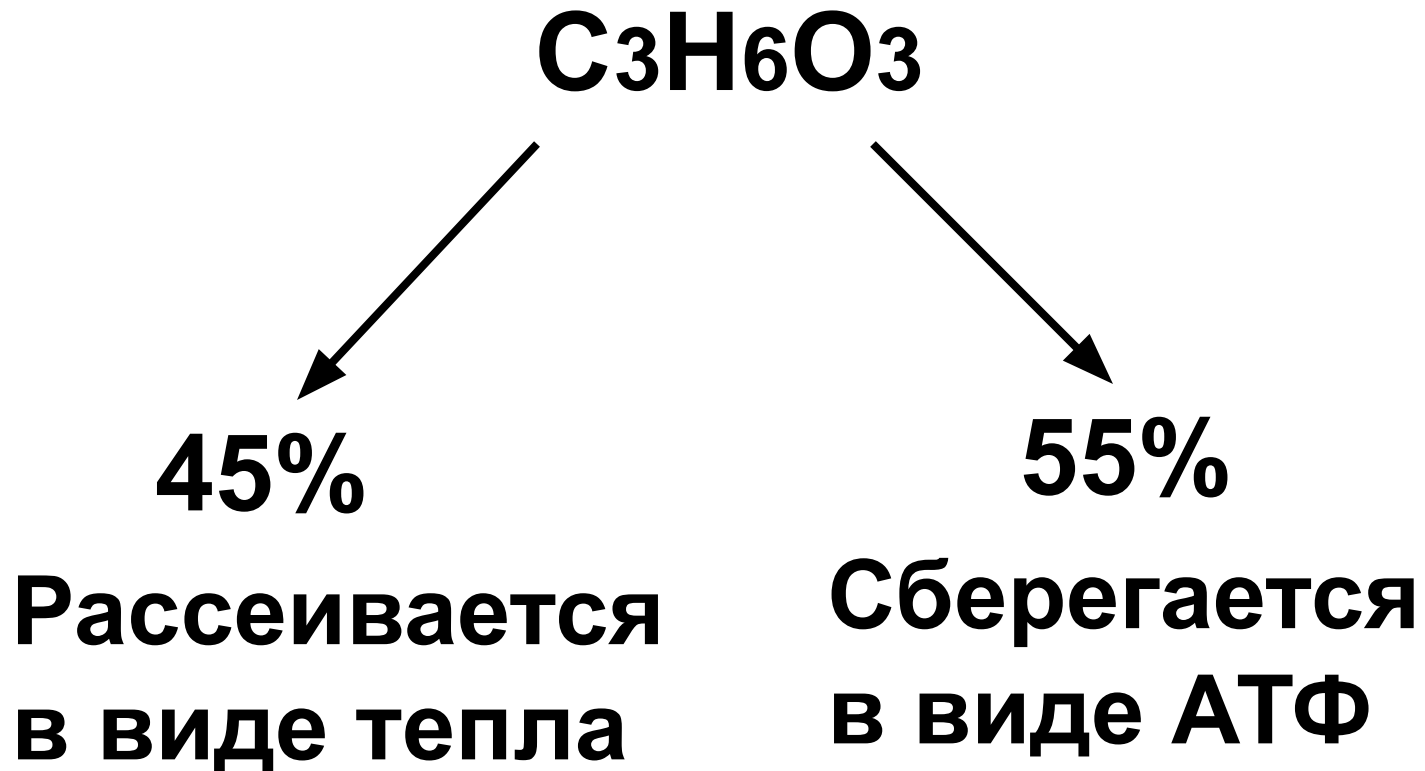 C3H6O3
45%
Рассеивается
в виде тепла
55%
Сберегается
в виде АТФ